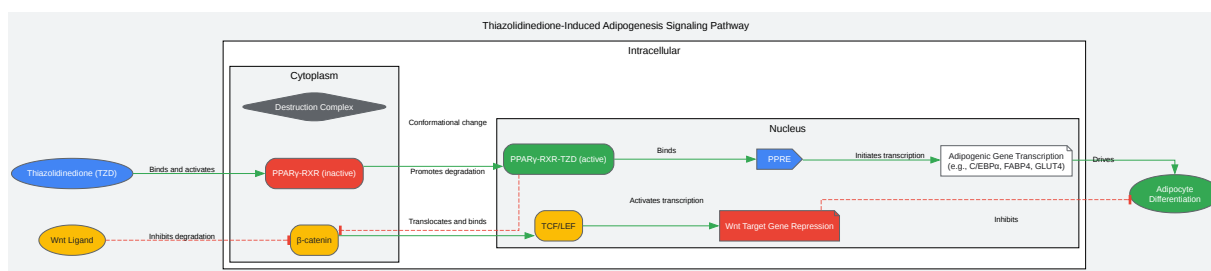 Thiazolidinedione-Induced Adipogenesis Signaling Pathway
Intracellular
Cytoplasm
Destruction Complex
Conformational change
Nucleus
Thiazolidinedione (TZD)
Binds and activates
PPARγ-RXR (inactive)
Promotes degradation
PPARγ-RXR-TZD (active)
Binds
PPRE
Initiates transcription
Adipogenic Gene Transcription
(e.g., C/EBPα, FABP4, GLUT4)
Drives
Adipocyte
Differentiation
Wnt Ligand
Inhibits degradation
β-catenin
Translocates and binds
TCF/LEF
Activates transcription
Wnt Target Gene Repression
Inhibits